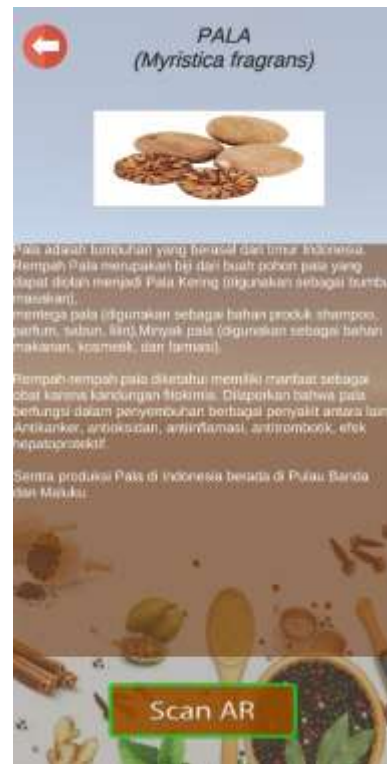 PALA
(Myristica fragrans)
Pala adalah tumbuhan yang berasal dari timur Indonesia.
Rempah Pala merupakan biji dari buah pohon pala yang
dapat diolah menjadi Pala Kering (digunakan sebagai bumbu
masakan),
mentega pala (digunakan sebagai bahan produk shampoo,
parfum, sabun, lilin),Minyak pala (digunakan sebagai bahan
makanan, kosmetik, dan farmasi).
Rempah-rempah pala diketahui memiliki manfaat sebagai
obat karena kandungan fitokimia. Dilaporkan bahwa pala
berfungsi dalam penyembuhan berbagai penyakit antara lain
Antikanker, antioksidan, antiinflamasi, antitrombotik, efek
hepatoprotektif.
Sentra produksi Pala di Indonesia berada di Pulau Banda
dan Maluku.
Scan AR